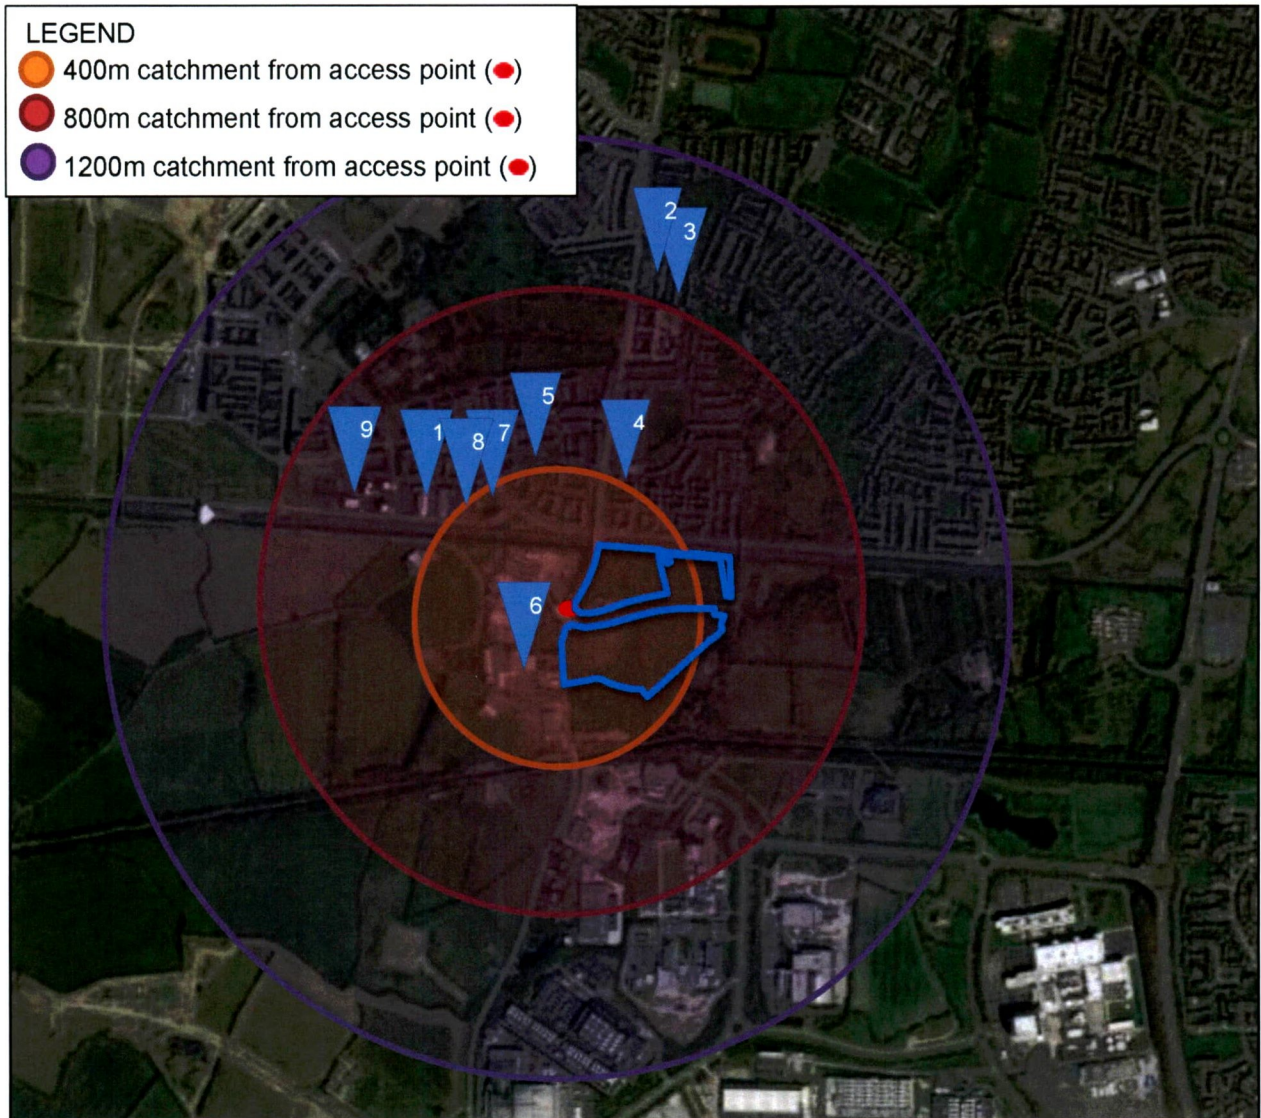 LEGEND
400m catchment from access point ( )
800m catchment from access point ( )
1200m catchment from access point ( )
2
3
5
9
1
8
7
4
6